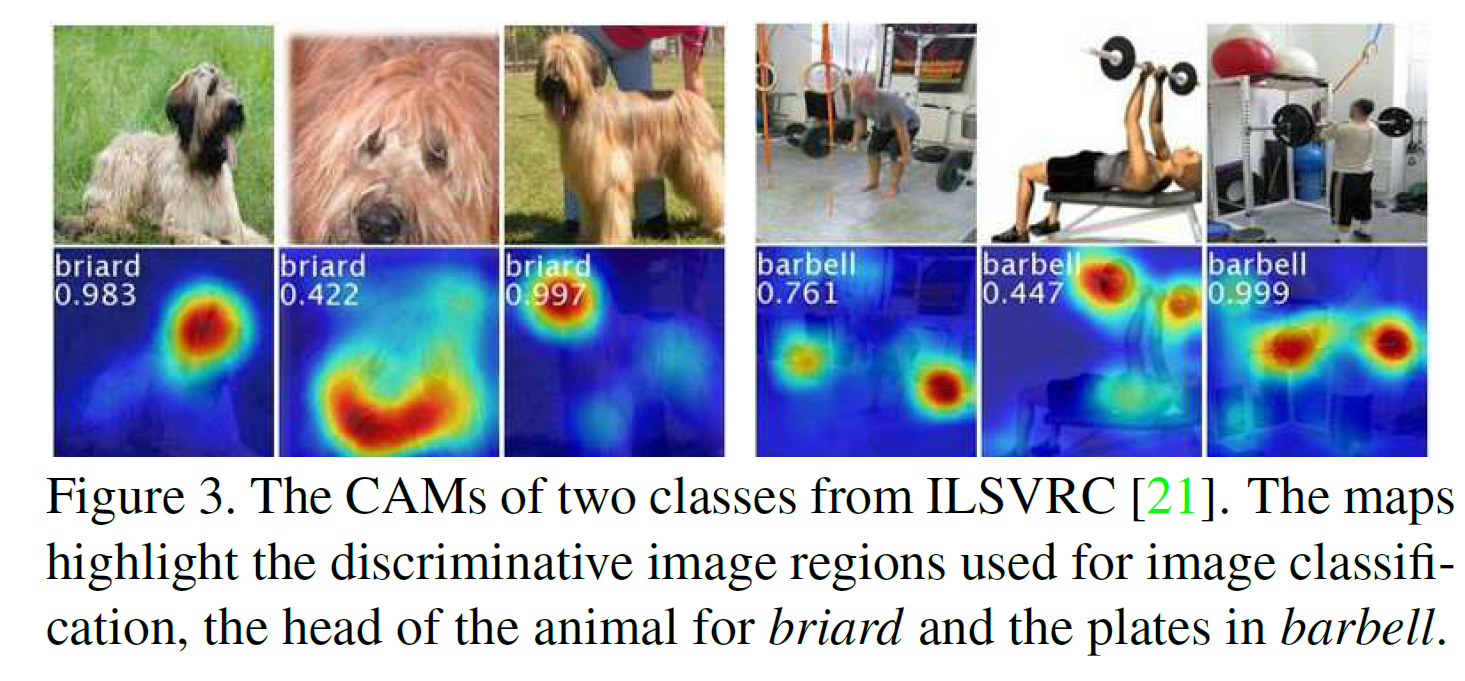 briard
0.983
briard
0.422
briard
0.997
barbell
0.761
barbell
0.447
barbell
0.999
Figure 3. The CAMs of two classes from ILSVRC [21]. The maps
highlight the discriminative image regions used for image classifi-
cation, the head of the animal for briard and the plates in barbell.